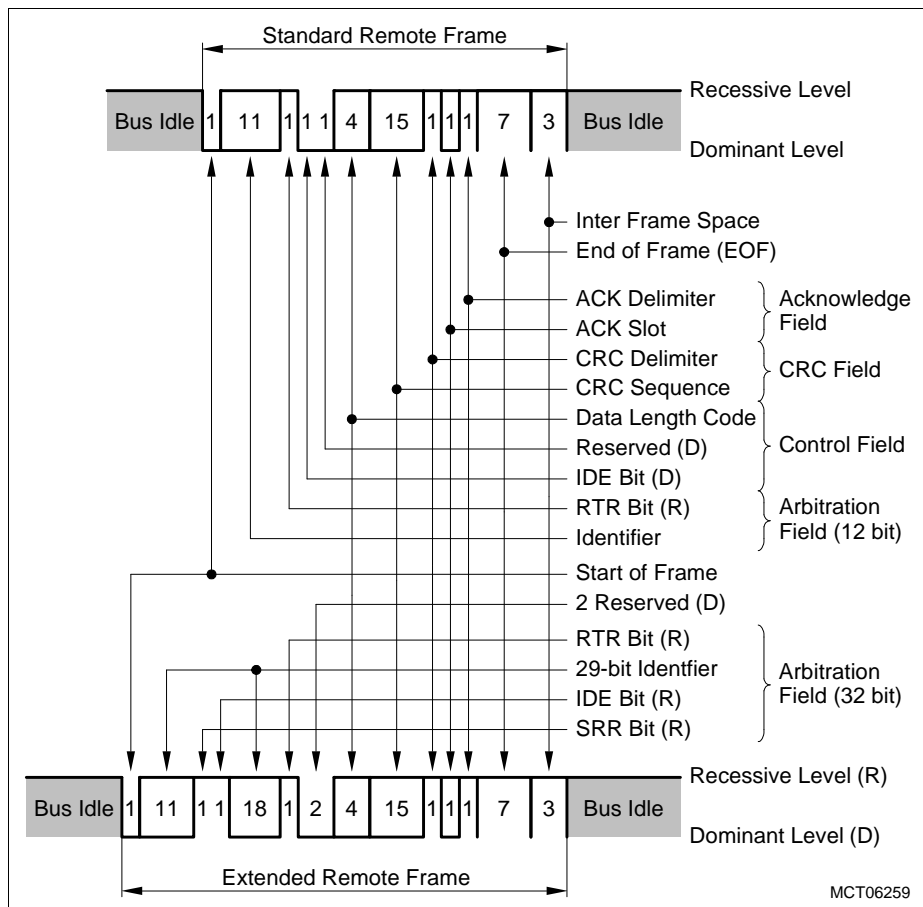 Standard Remote Frame
Recessive Level
Bus Idle 1 11 1 1 1 4 15 1 1 1 7 3 Bus Idle
Dominant Level
Inter Frame Space
End of Frame (EOF)
ACK Delimiter
Acknowledge
Field
ACK Slot
CRC Delimiter
CRC Field
CRC Sequence
Data Length Code
Reserved (D)
Control Field
IDE Bit (D)
RTR Bit (R)
Arbitration
Field (12 bit)
Identifier
Start of Frame
2 Reserved (D)
RTR Bit (R)
29-bit Identfier
Arbitration
Field (32 bit)
IDE Bit (R)
SRR Bit (R)
Recessive Level (R)
Bus Idle 1 11 1 1 18 1 2 4 15 1 1 1 7 3 Bus Idle
Dominant Level (D)
Extended Remote Frame
MCT06259